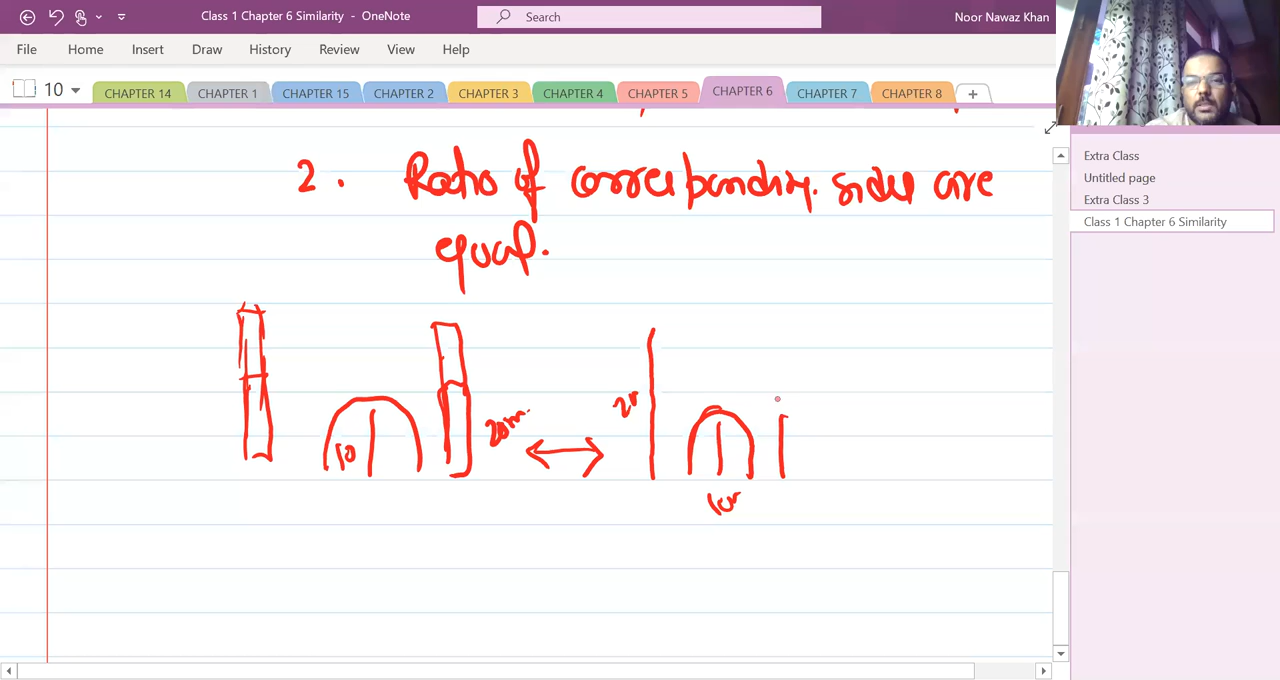 Class 1 Chapter 6 Similarity - OneNote
Search
Noor Nawaz Khan
File Home Insert Draw History Review View Help
10 CHAPTER 14 CHAPTER 1 CHAPTER 15 CHAPTER 2 CHAPTER 3 CHAPTER 4 CHAPTER 5 CHAPTER 6 CHAPTER 7 CHAPTER 8 +
Extra Class
Untitled page
Extra Class 3
Class 1 Chapter 6 Similarity
2. Ratio of corresponding sides are
equal.
10
20m
10